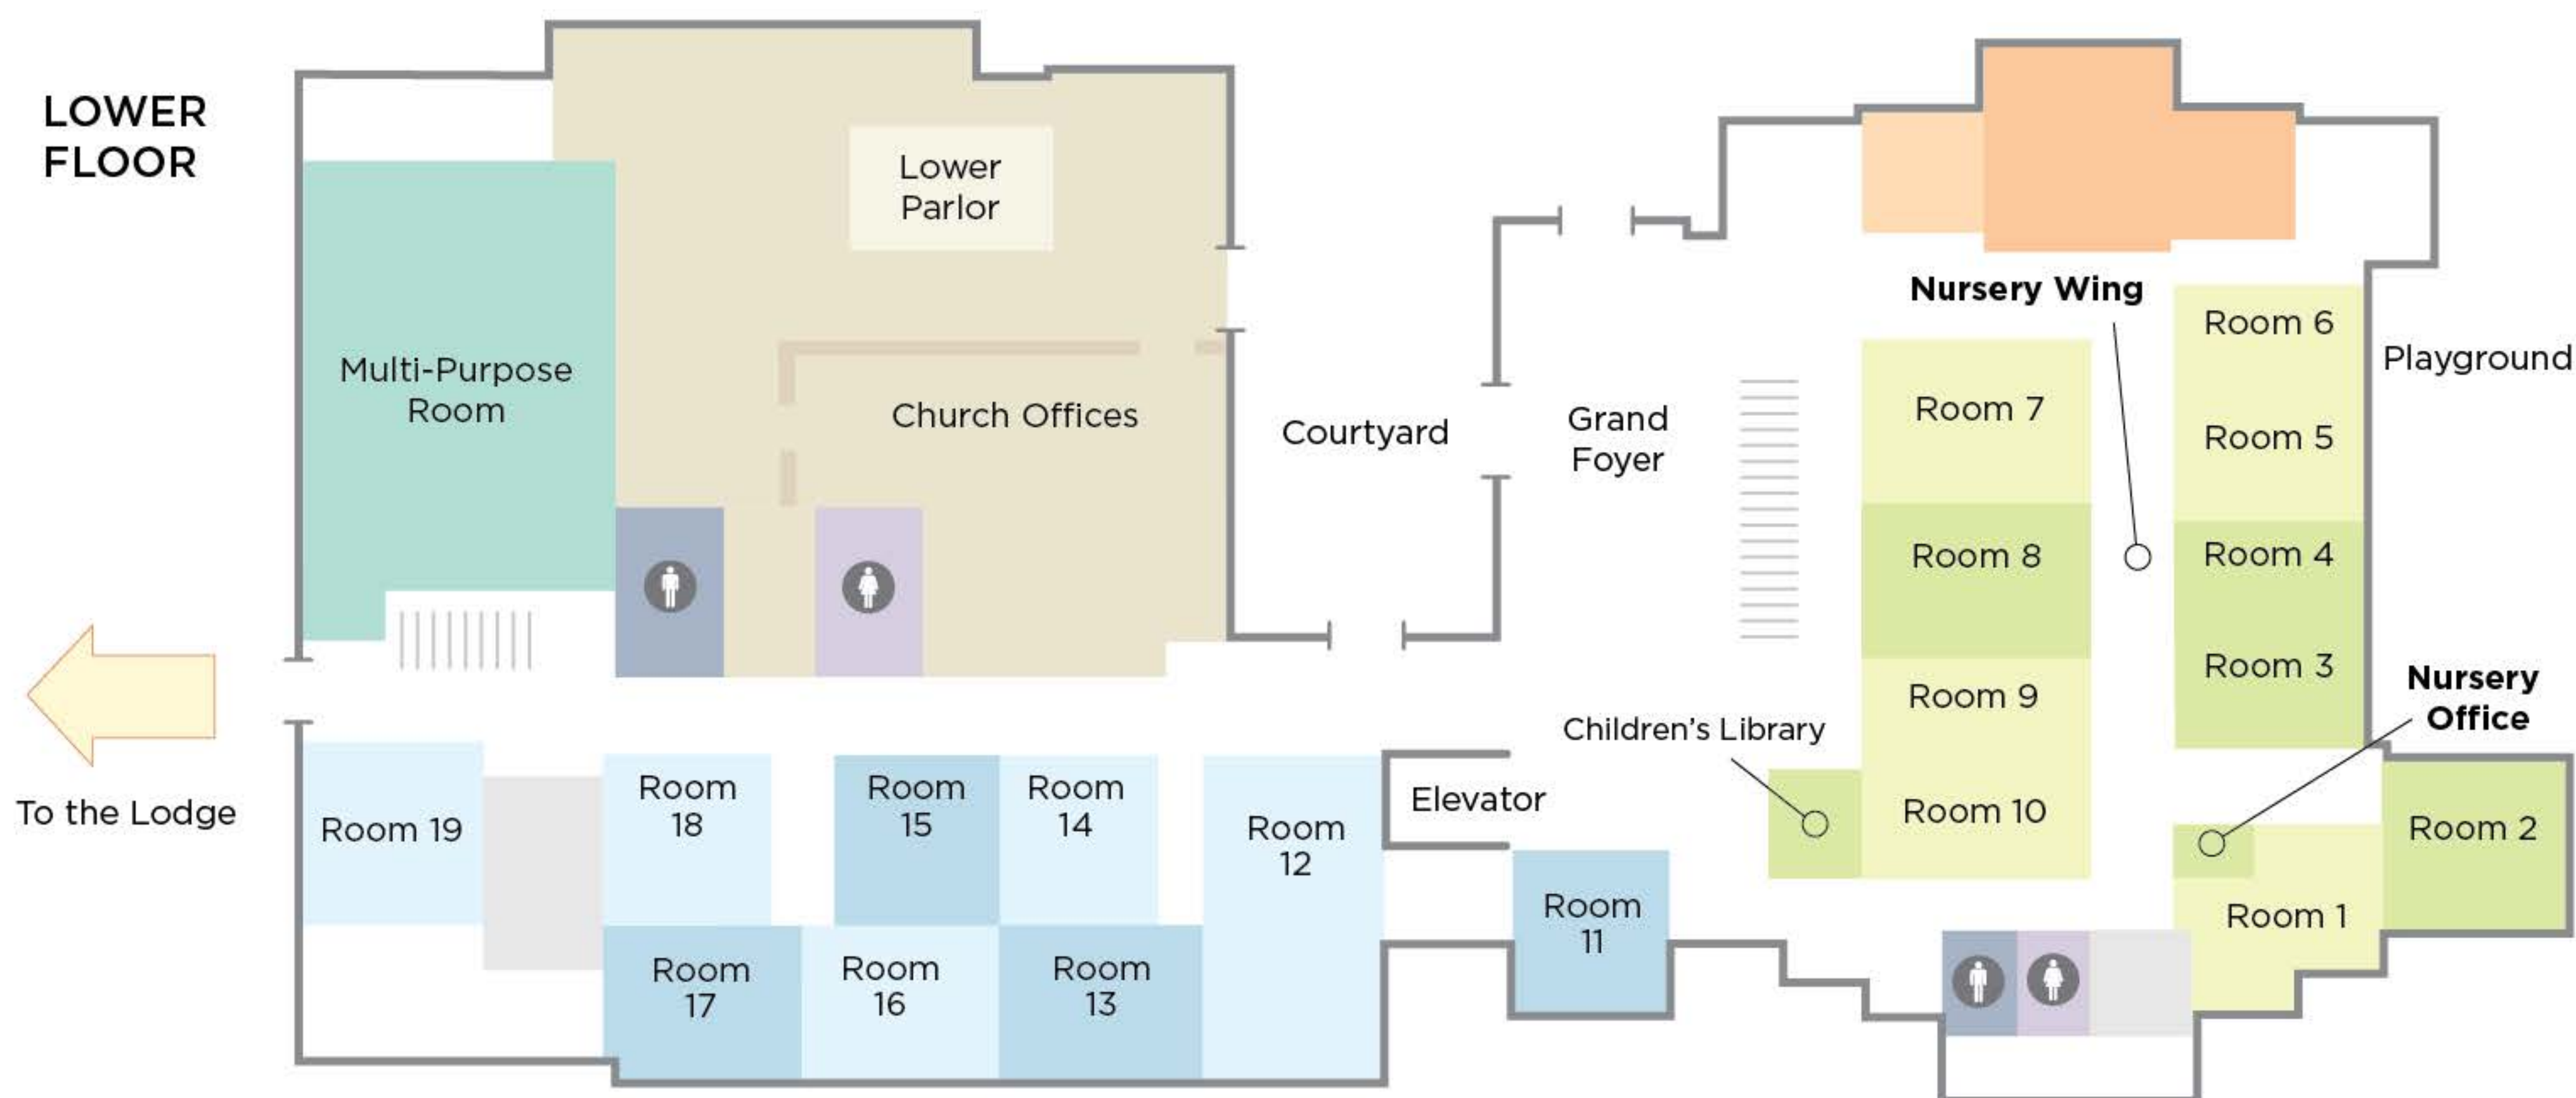 LOWER
FLOOR
Lower
Parlor
Multi-Purpose
Room
Church Offices
Courtyard
Grand
Foyer
Nursery Wing
Room 6
Playground
Room 7
Room 5
Room 8
Room 4
Room 3
Nursery
Office
Room 9
Children's Library
Room 10
Room 2
Room 1
To the Lodge
Room 19
Room
18
Room
15
Room
14
Room
12
Elevator
Room
11
Room
17
Room
16
Room
13